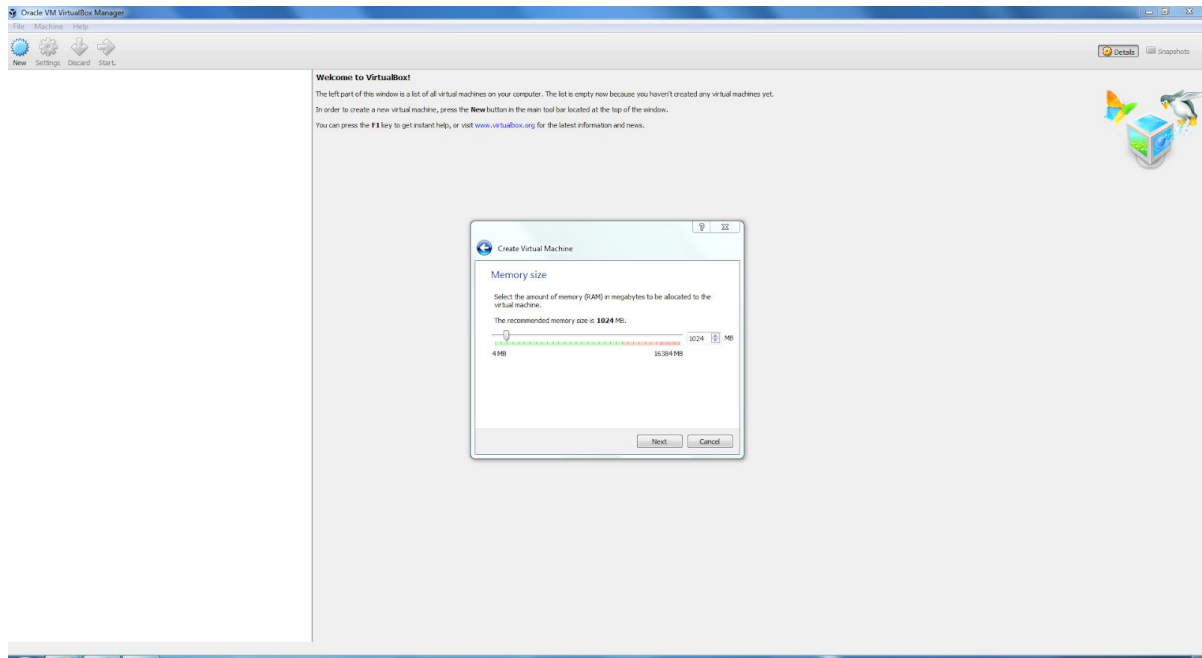 Oracle VM VirtualBox Manager
File Machine Help
New Settings Discard Start.
Details Snapshots
Welcome to VirtualBox!
The left part of this window is a list of all virtual machines on your computer. The list is empty now because you haven't created any virtual machines yet.
In order to create a new virtual machine, press the New button in the main tool bar located at the top of the window.
You can press the F1 key to get instant help, or visit www.virtualbox.org for the latest information and news.
Create Virtual Machine
Memory size
Select the amount of memory (RAM) in megabytes to be allocated to the
virtual machine.
The recommended memory size is 1024 MB.
1024 MB
4 MB 16384 MB
Next Cancel